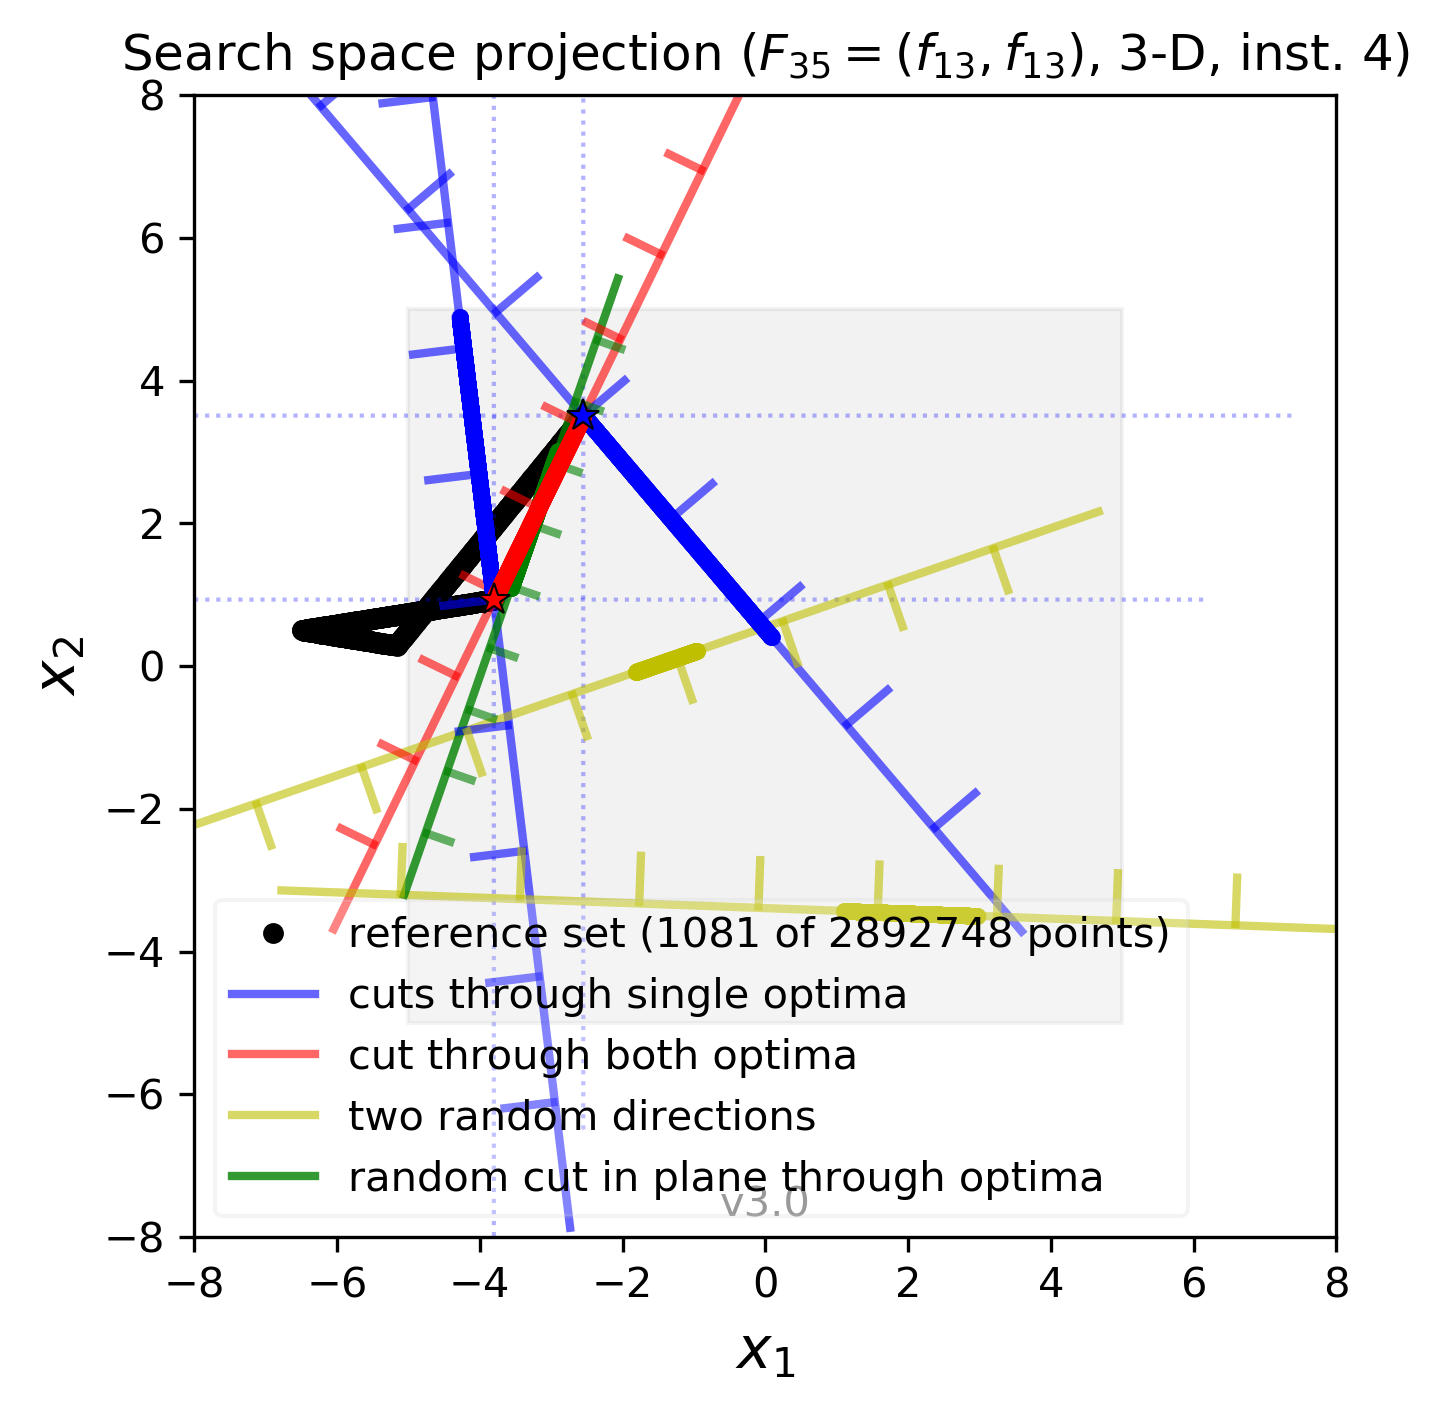 Search space projection (F35 = (f13, f13), 3-D, inst. 4)
8
6
4
2
0
−2
−4
−6
−8
x2
reference set (1081 of 2892748 points)
cuts through single optima
cut through both optima
two random directions
random cut in plane through optima
v3.0
−8 −6 −4 −2 0 2 4 6 8
x1